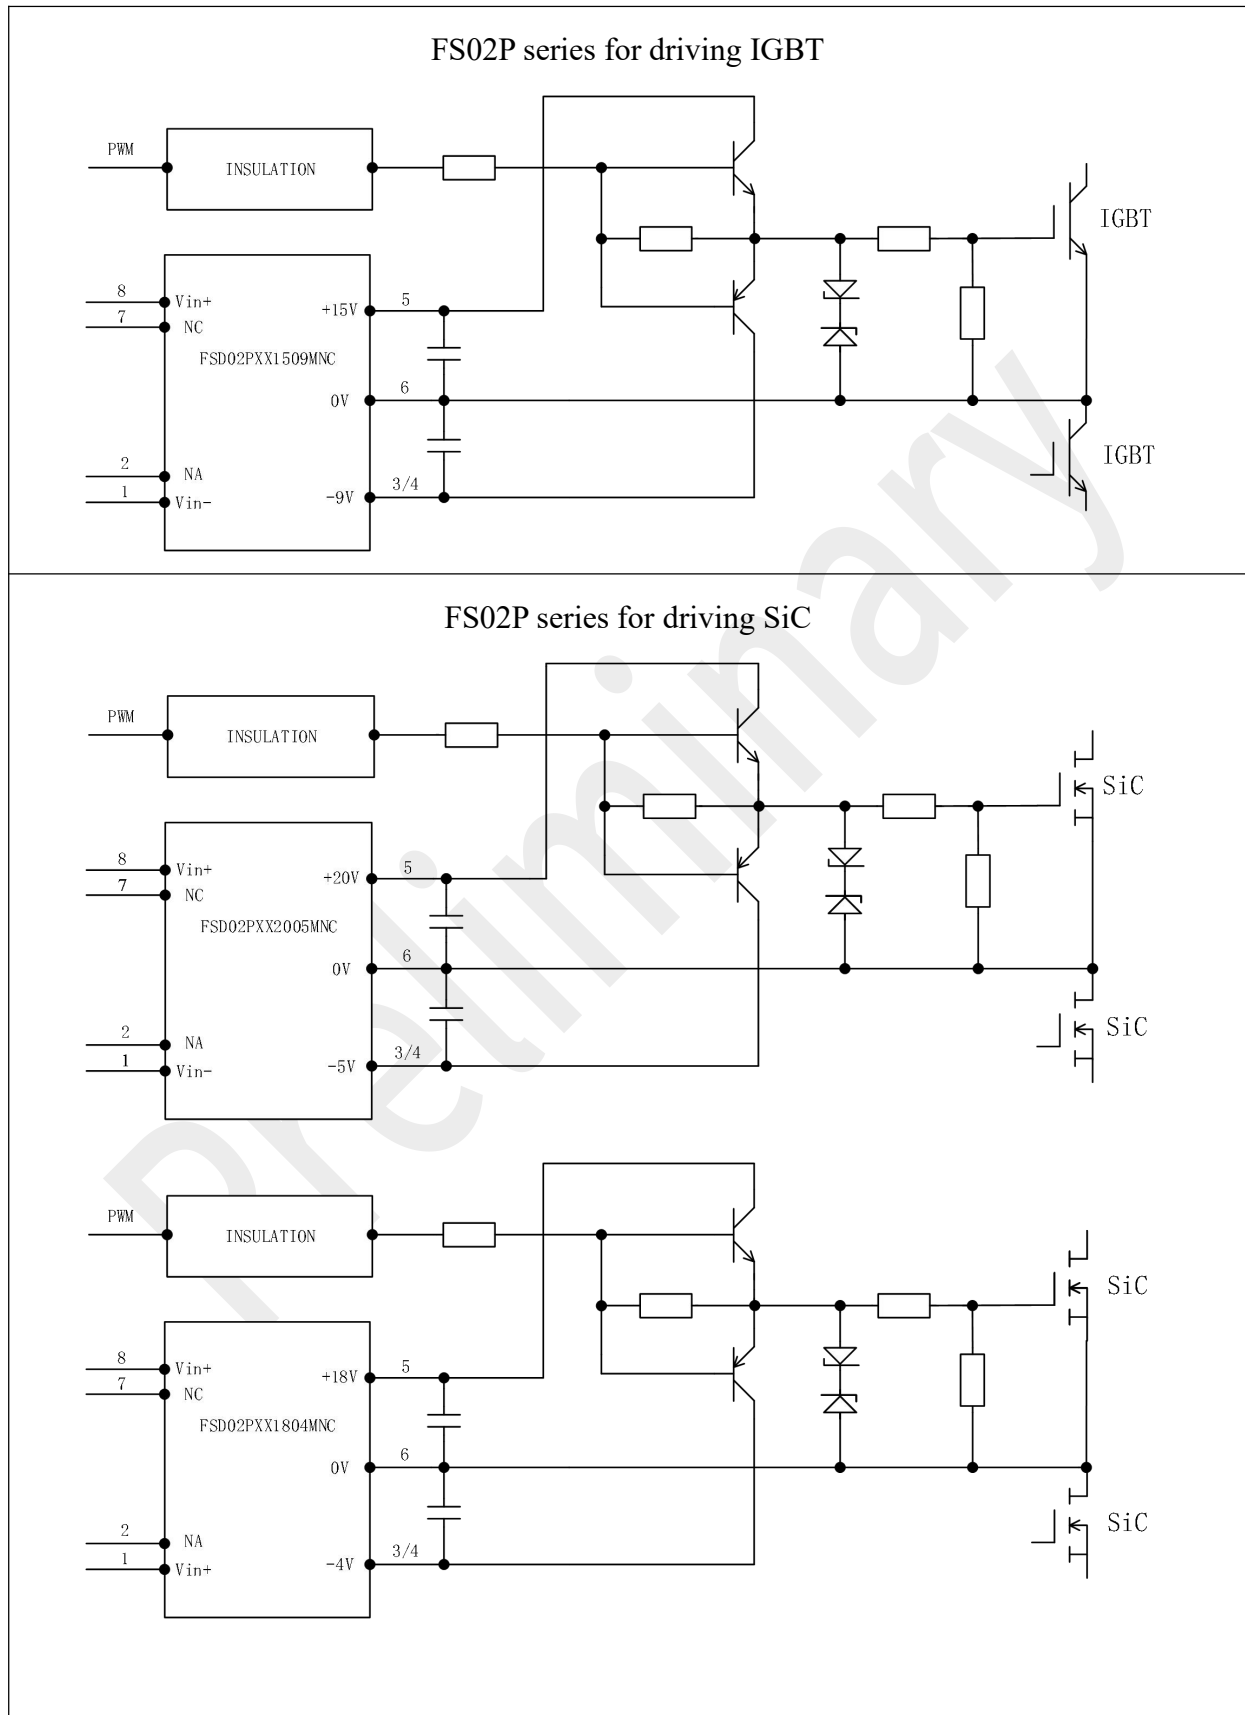 FS02P series for driving IGBT
PWM
INSULATION
IGBT
8
Vin+
7
NC
+15V
5
FSD02PXX1509MNC
0V
6
2
NA
1
Vin-
-9V
3/4
IGBT
FS02P series for driving SiC
PWM
INSULATION
SiC
8
Vin+
7
NC
+20V
5
FSD02PXX2005MNC
0V
6
2
NA
1
Vin-
-5V
3/4
SiC
PWM
INSULATION
SiC
8
Vin+
7
NC
+18V
5
FSD02PXX1804MNC
0V
6
2
NA
1
Vin+
-4V
3/4
SiC
Preliminary